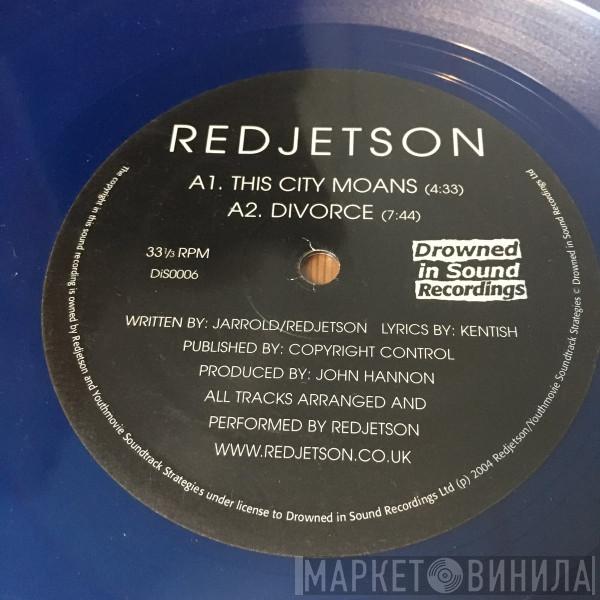 REDJETSON
A1. THIS CITY MOANS (4:33)
A2. DIVORCE (7:44)
33⅓ RPM
DiS0006
Drowned
in Sound
Recordings
WRITTEN BY: JARROLD/REDJETSON LYRICS BY: KENTISH
PUBLISHED BY: COPYRIGHT CONTROL
PRODUCED BY: JOHN HANNON
ALL TRACKS ARRANGED AND
PERFORMED BY REDJETSON
WWW.REDJETSON.CO.UK
The copyright in this sound recording is owned by Redjetson and Youthmovie Soundtrack Strategies under license to Drowned in Sound Recordings Ltd (p) 2004 Redjetson/Youthmovie Soundtrack Strategies © Drowned in Sound Recordings Ltd
МАРКЕТ ВИНИЛА